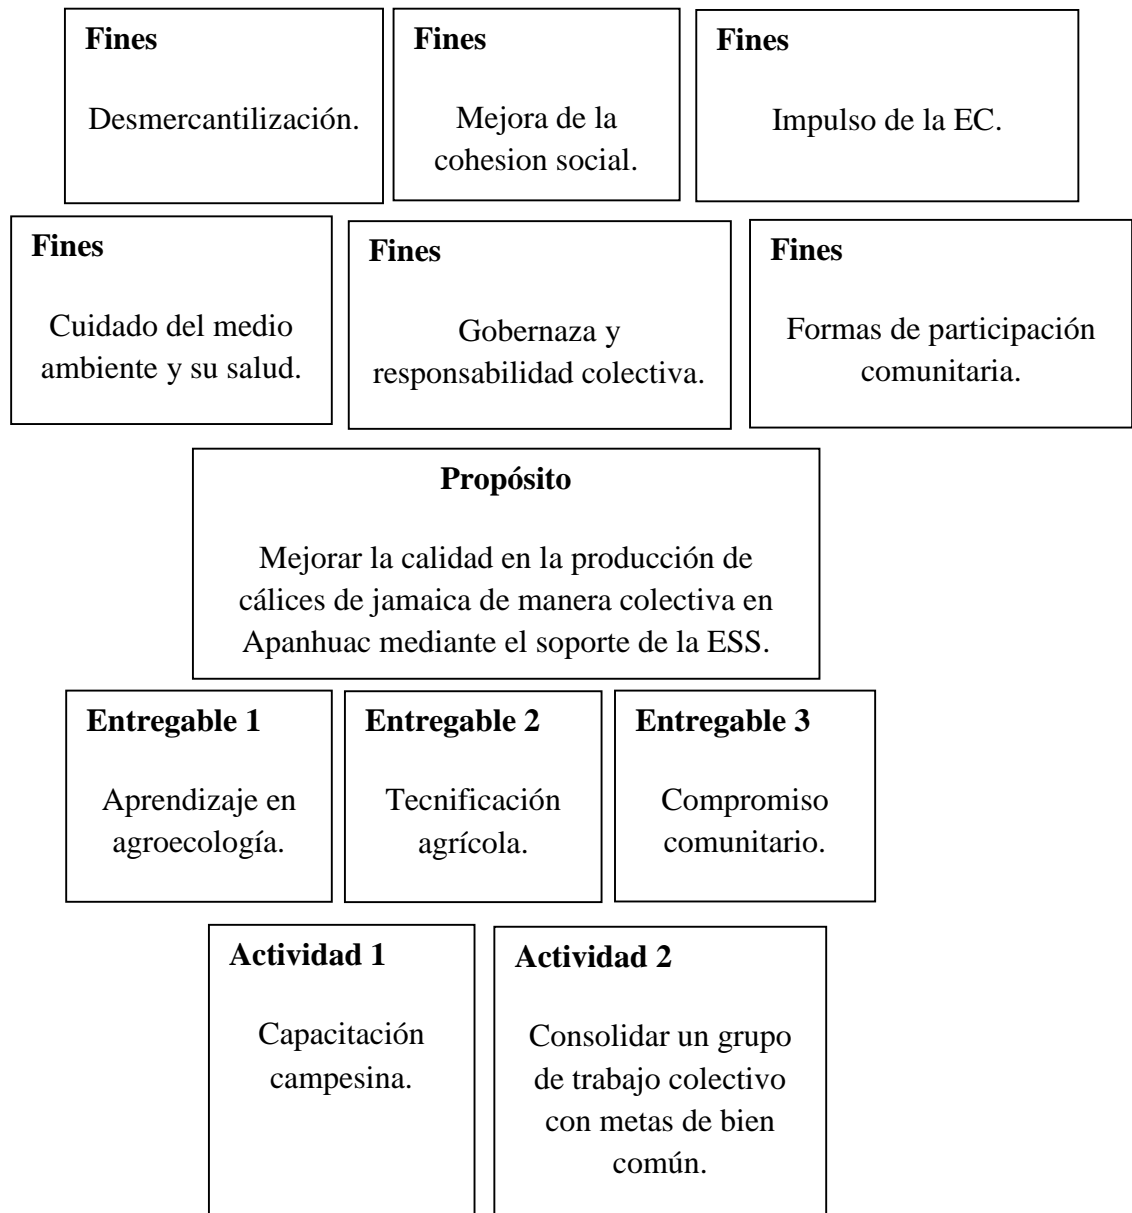 Fines
Desmercantilización.
Fines
Mejora de la
cohesion social.
Fines
Impulso de la EC.
Fines
Cuidado del medio
ambiente y su salud.
Fines
Gobernaza y
responsabilidad colectiva.
Fines
Formas de participación
comunitaria.
Propósito
Mejorar la calidad en la producción de
cálices de jamaica de manera colectiva en
Apanhuac mediante el soporte de la ESS.
Entregable 1
Aprendizaje en
agroecología.
Entregable 2
Tecnificación
agrícola.
Entregable 3
Compromiso
comunitario.
Actividad 1
Capacitación
campesina.
Actividad 2
Consolidar un grupo
de trabajo colectivo
con metas de bien
común.